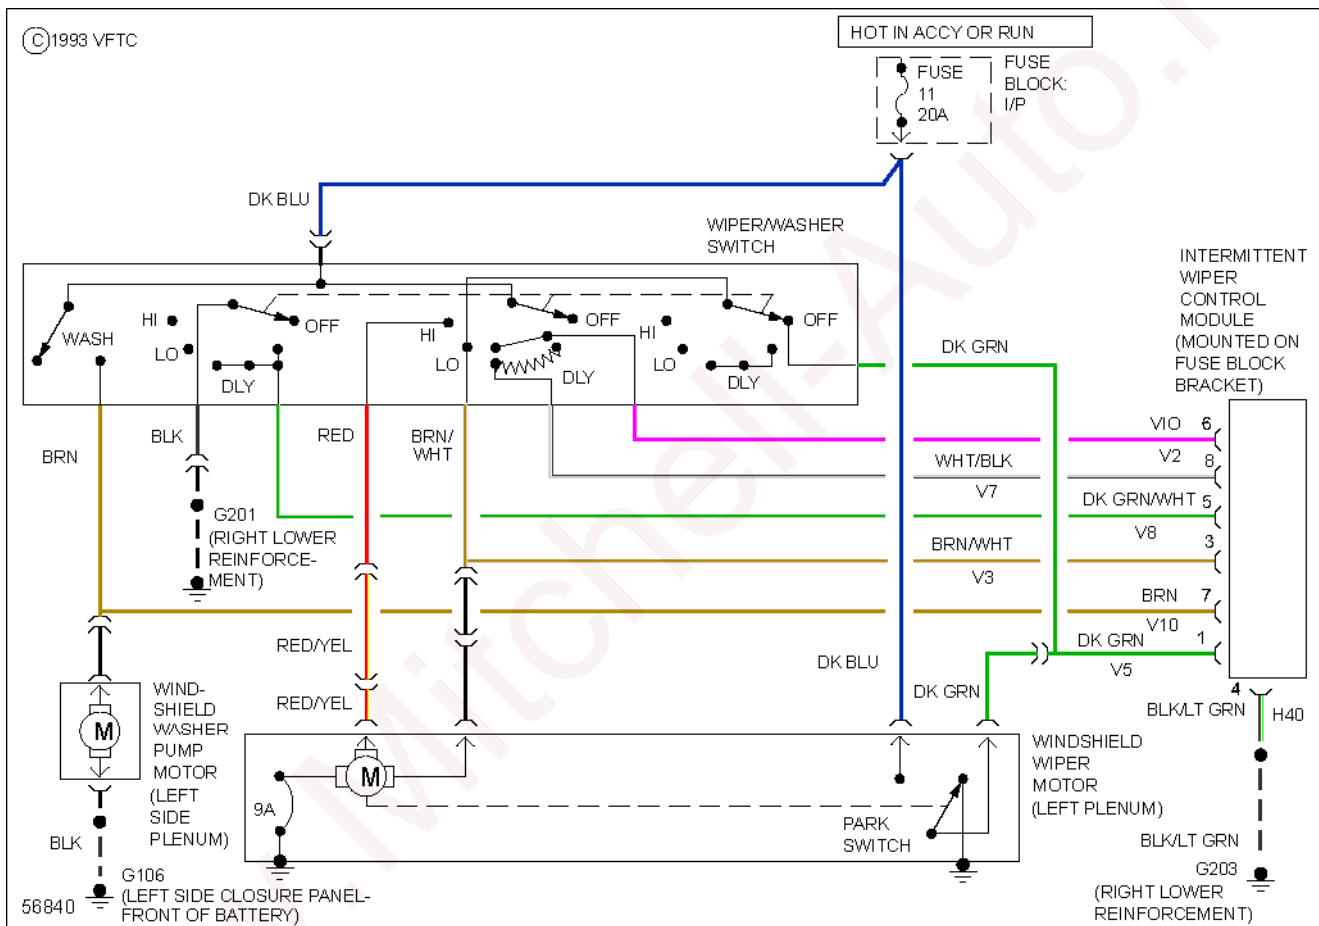 © 1993 VFTC
HOT IN ACCY OR RUN
FUSE
11
20A
FUSE
BLOCK:
I/P
DK BLU
WIPER/WASHER
SWITCH
INTERMITTENT
WIPER
CONTROL
MODULE
(MOUNTED ON
FUSE BLOCK
BRACKET)
WASH
HI
LO
OFF
DLY
HI
LO
OFF
DLY
HI
LO
OFF
DLY
DK GRN
BRN
BLK
RED
BRN/
WHT
VIO 6
V2
WHT/BLK 8
V7
DK GRN/WHT 5
V8
BRN/WHT 3
V3
BRN 7
V10
DK GRN 1
V5
G201
(RIGHT LOWER
REINFORCE-
MENT)
RED/YEL
RED/YEL
DK BLU
DK GRN
4
BLK/LT GRN
H40
WIND-
SHIELD
WASHER
PUMP
MOTOR
(LEFT
SIDE
PLENUM)
M
M
9A
PARK
SWITCH
WINDSHIELD
WIPER
MOTOR
(LEFT PLENUM)
BLK
BLK/LT GRN
G106
(LEFT SIDE CLOSURE PANEL-
FRONT OF BATTERY)
G203
(RIGHT LOWER
REINFORCEMENT)
56840
Mitchell-Auto.